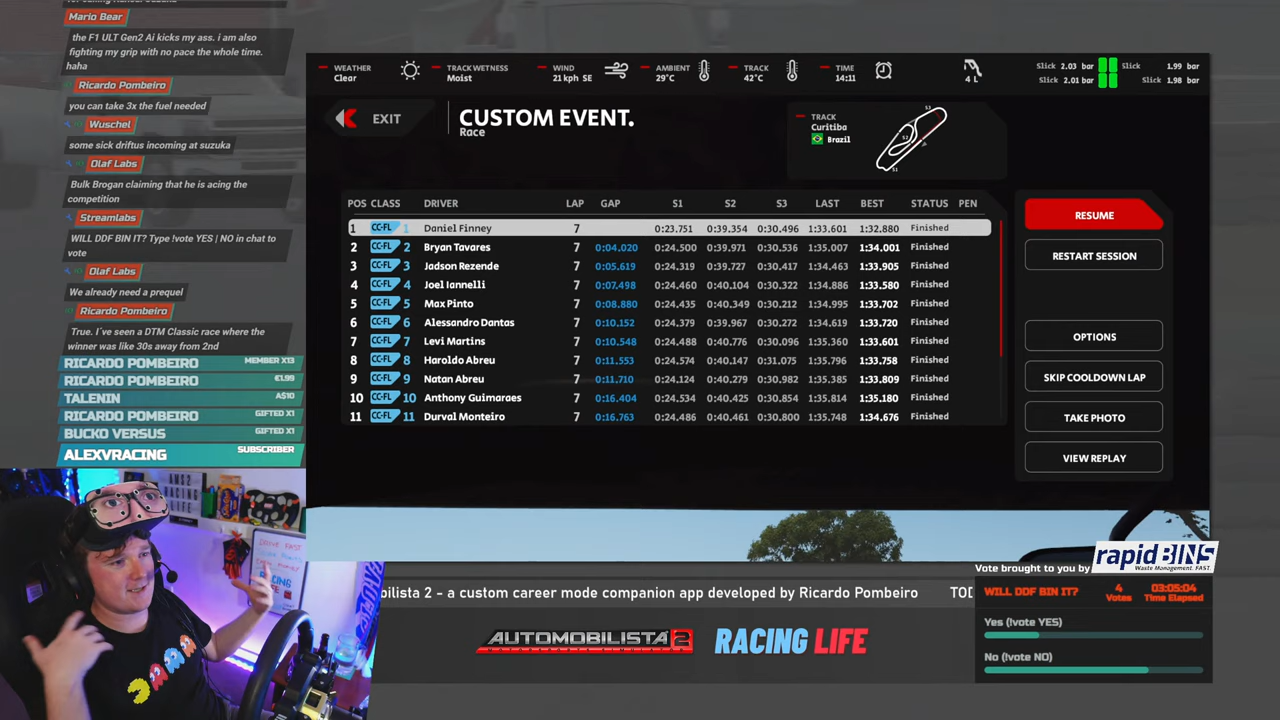 Mario Bear
the F1 ULT Gen2 Ai kicks my ass. i am also
fighting my grip with no pace the whole time.
haha
Ricardo Pombeiro
you can take 3x the fuel needed
Wuschel
some sick driftus incoming at suzuka
Olaf Labs
Bulk Brogan claiming that he is acing the
competition
Streamlabs
WILL DDF BIN IT? Type !vote YES | NO in chat to
vote
Olaf Labs
We already need a prequel
Ricardo Pombeiro
True. I´ve seen a DTM Classic race where the
winner was like 30s away from 2nd
RICARDO POMBEIRO MEMBER X13
RICARDO POMBEIRO €1.99
TALENIN A$10
RICARDO POMBEIRO GIFTED X1
BUCKO VERSUS GIFTED X1
ALEXVRACING SUBSCRIBER
WEATHER
Clear
TRACK WETNESS
Moist
WIND
21 kph SE
AMBIENT
29°C
TRACK
42°C
TIME
14:11
4 L
Slick 2.03 bar Slick 1.99 bar
Slick 2.01 bar Slick 1.98 bar
EXIT
CUSTOM EVENT.
Race
TRACK
Curitiba
Brazil
S3
S2
S1
POS CLASS DRIVER LAP GAP S1 S2 S3 LAST BEST STATUS PEN
1 CC-FL 1 Daniel Finney 7 0:23.751 0:39.354 0:30.496 1:33.601 1:32.880 Finished
2 CC-FL 2 Bryan Tavares 7 0:04.020 0:24.500 0:39.971 0:30.536 1:35.007 1:34.001 Finished
3 CC-FL 3 Jadson Rezende 7 0:05.619 0:24.319 0:39.727 0:30.417 1:34.463 1:33.905 Finished
4 CC-FL 4 Joel Iannelli 7 0:07.498 0:24.460 0:40.104 0:30.322 1:34.886 1:33.580 Finished
5 CC-FL 5 Max Pinto 7 0:08.880 0:24.435 0:40.349 0:30.212 1:34.995 1:33.702 Finished
6 CC-FL 6 Alessandro Dantas 7 0:10.152 0:24.379 0:39.967 0:30.272 1:34.619 1:33.720 Finished
7 CC-FL 7 Levi Martins 7 0:10.548 0:24.488 0:40.776 0:30.096 1:35.360 1:33.601 Finished
8 CC-FL 8 Haroldo Abreu 7 0:11.553 0:24.574 0:40.147 0:31.075 1:35.796 1:33.758 Finished
9 CC-FL 9 Natan Abreu 7 0:11.710 0:24.124 0:40.279 0:30.982 1:35.385 1:33.809 Finished
10 CC-FL 10 Anthony Guimaraes 7 0:16.404 0:24.534 0:40.425 0:30.854 1:35.814 1:35.180 Finished
11 CC-FL 11 Durval Monteiro 7 0:16.763 0:24.486 0:40.461 0:30.800 1:35.748 1:34.676 Finished
RESUME
RESTART SESSION
OPTIONS
SKIP COOLDOWN LAP
TAKE PHOTO
VIEW REPLAY
AMS2
RACING
LIFE
RACING
LIFE
Vote brought to you by
rapidBINS
Waste Management. FAST.
WILL DDF BIN IT? 4 03:05:04
Votes Time Elapsed
Yes (!vote YES)
No (!vote NO)
bilista 2 - a custom career mode companion app developed by Ricardo Pombeiro TOD
AUTOMOBILISTA 2
RACING LIFE